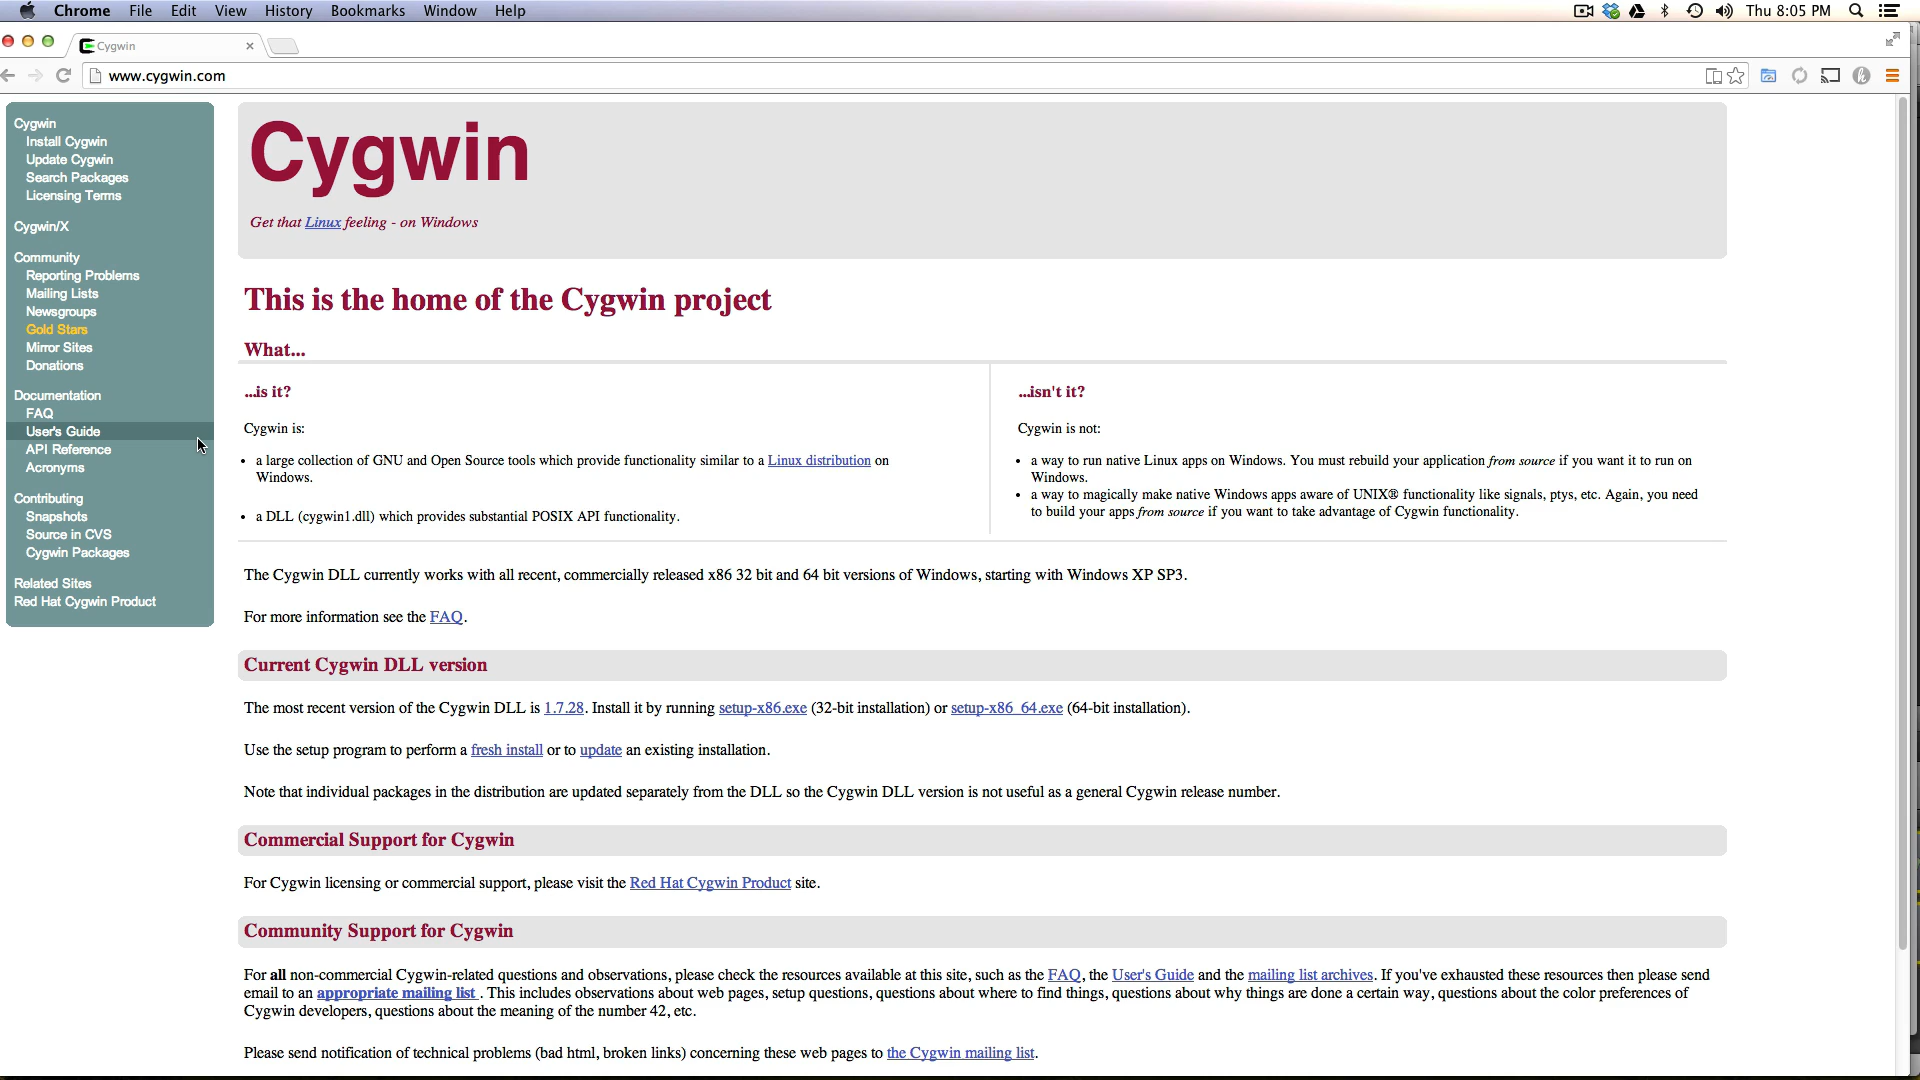 Chrome File Edit View History Bookmarks Window Help Thu 8:05 PM
Cygwin
www.cygwin.com
Cygwin
Install Cygwin
Update Cygwin
Search Packages
Licensing Terms
Cygwin/X
Community
Reporting Problems
Mailing Lists
Newsgroups
Gold Stars
Mirror Sites
Donations
Documentation
FAQ
User's Guide
API Reference
Acronyms
Contributing
Snapshots
Source in CVS
Cygwin Packages
Related Sites
Red Hat Cygwin Product
Cygwin
Get that Linux feeling - on Windows
This is the home of the Cygwin project
What...
...is it?
Cygwin is:
• a large collection of GNU and Open Source tools which provide functionality similar to a Linux distribution on
Windows.
• a DLL (cygwin1.dll) which provides substantial POSIX API functionality.
...isn't it?
Cygwin is not:
• a way to run native Linux apps on Windows. You must rebuild your application from source if you want it to run on
Windows.
• a way to magically make native Windows apps aware of UNIX® functionality like signals, ptys, etc. Again, you need
to build your apps from source if you want to take advantage of Cygwin functionality.
The Cygwin DLL currently works with all recent, commercially released x86 32 bit and 64 bit versions of Windows, starting with Windows XP SP3.
For more information see the FAQ.
Current Cygwin DLL version
The most recent version of the Cygwin DLL is 1.7.28. Install it by running setup-x86.exe (32-bit installation) or setup-x86_64.exe (64-bit installation).
Use the setup program to perform a fresh install or to update an existing installation.
Note that individual packages in the distribution are updated separately from the DLL so the Cygwin DLL version is not useful as a general Cygwin release number.
Commercial Support for Cygwin
For Cygwin licensing or commercial support, please visit the Red Hat Cygwin Product site.
Community Support for Cygwin
For all non-commercial Cygwin-related questions and observations, please check the resources available at this site, such as the FAQ, the User's Guide and the mailing list archives. If you've exhausted these resources then please send
email to an appropriate mailing list . This includes observations about web pages, setup questions, questions about where to find things, questions about why things are done a certain way, questions about the color preferences of
Cygwin developers, questions about the meaning of the number 42, etc.
Please send notification of technical problems (bad html, broken links) concerning these web pages to the Cygwin mailing list.